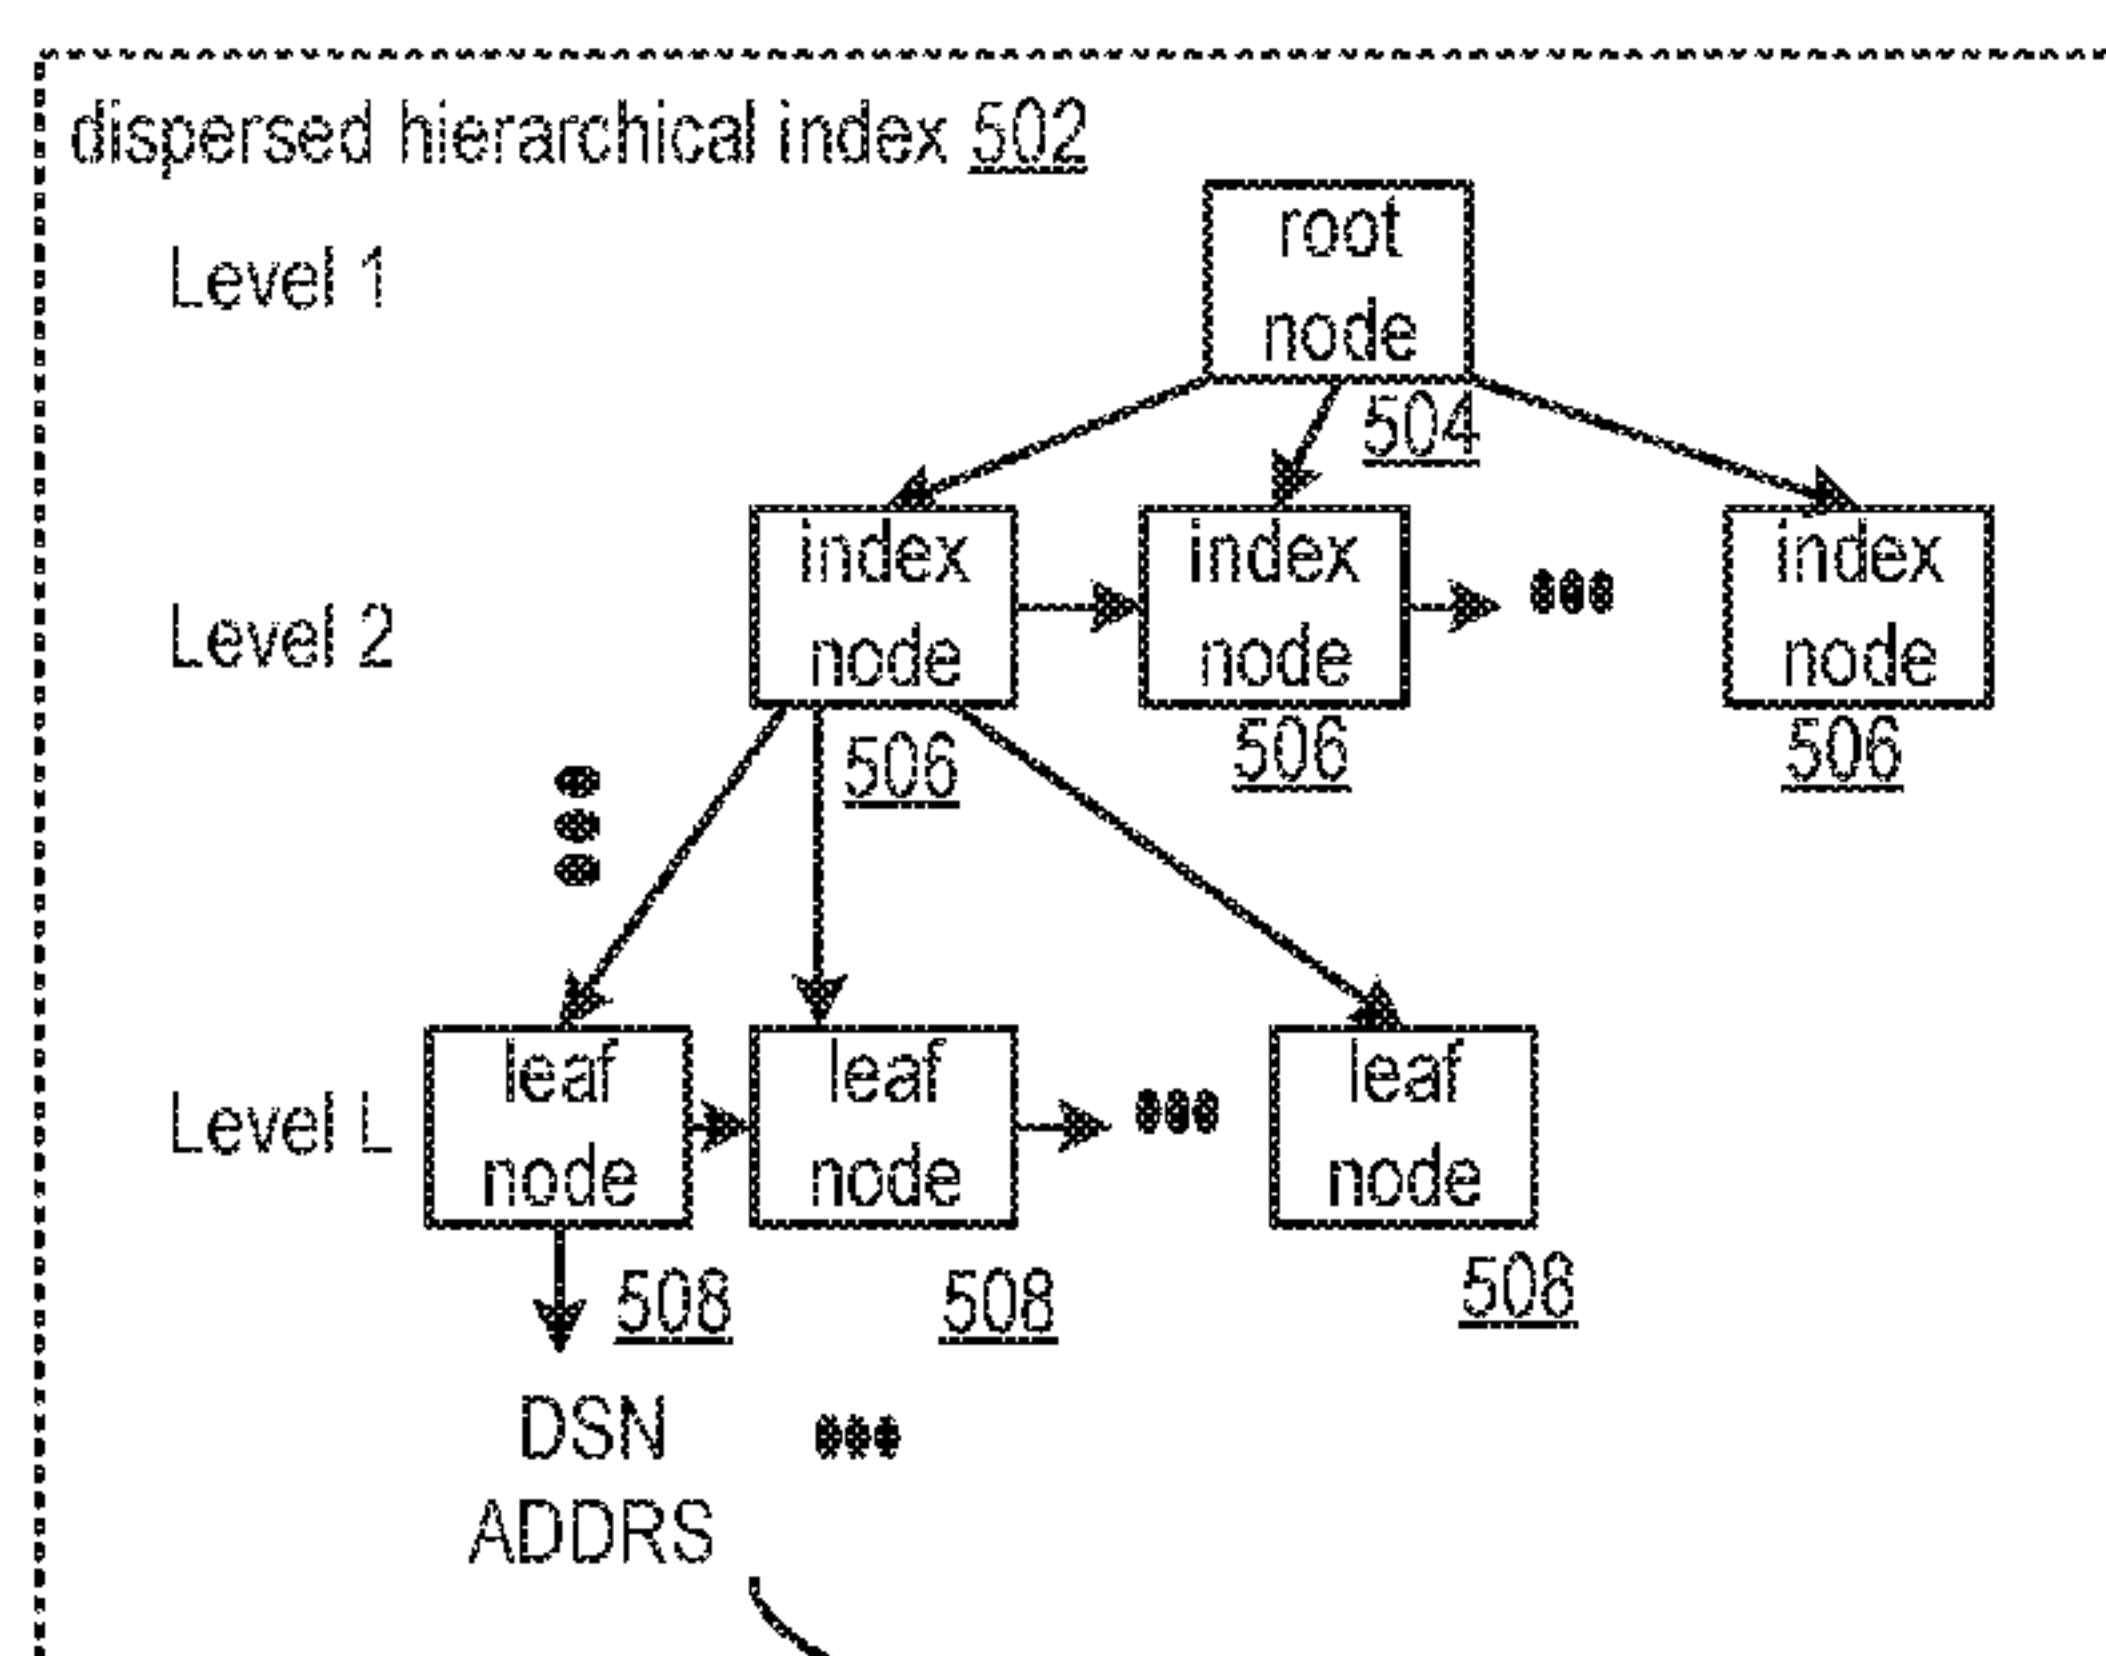 dispersed hierarchical index 502
Level 1
root
node
504
Level 2
index
node
506
index
node
506
index
node
506
Level L
leaf
node
508
leaf
node
508
leaf
node
508
DSN
ADDRS